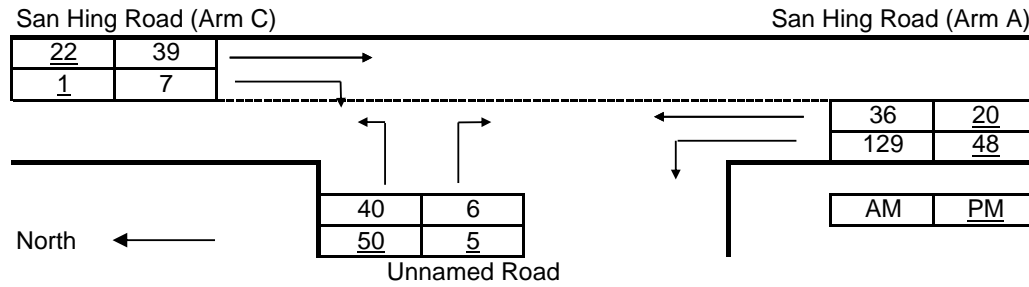 San Hing Road (Arm C) San Hing Road (Arm A)
22 39
1 7
36 20
129 48
40 6
AM PM
North 50 5
Unnamed Road